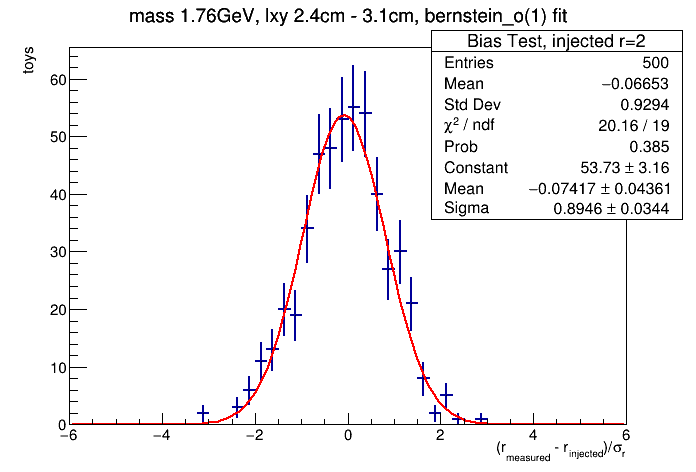 mass 1.76GeV, lxy 2.4cm - 3.1cm, bernstein_o(1) fit
Bias Test, injected r=2
Entries 500
Mean −0.06653
Std Dev 0.9294
χ² / ndf 20.16 / 19
Prob 0.385
Constant 53.73 ± 3.16
Mean −0.07417 ± 0.04361
Sigma 0.8946 ± 0.0344
toys
60
50
40
30
20
10
0
−6 −4 −2 0 2 4 6
(r_measured - r_injected)/σ_r